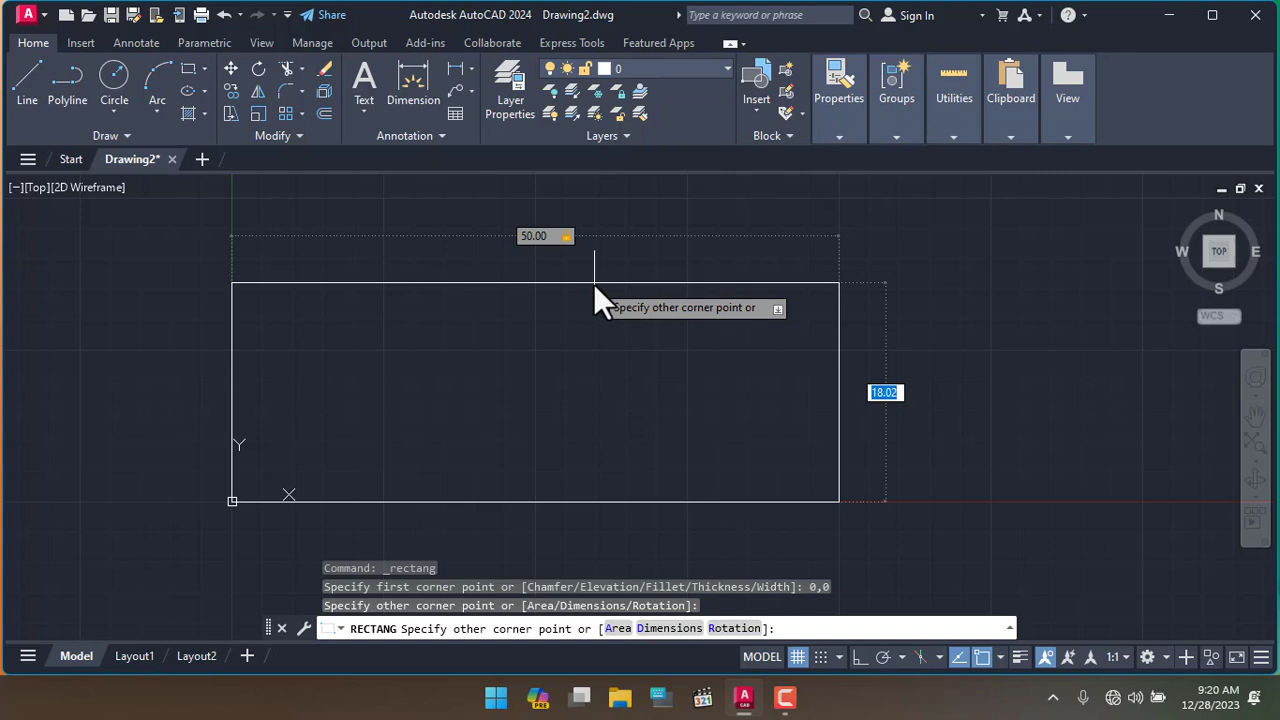 A CAD Share Autodesk AutoCAD 2024 Drawing2.dwg Type a keyword or phrase Sign In
Home Insert Annotate Parametric View Manage Output Add-ins Collaborate Express Tools Featured Apps
0
Line Polyline Circle Arc Text Dimension Layer Properties Insert Properties Groups Utilities Clipboard View
Draw Modify Annotation Layers Block
Start Drawing2*
[−][Top][2D Wireframe]
N
W TOP E
S
WCS
50.00
Specify other corner point or
18.02
Y
X
Command: _rectang
Specify first corner point or [Chamfer/Elevation/Fillet/Thickness/Width]: 0,0
Specify other corner point or [Area/Dimensions/Rotation]:
RECTANG Specify other corner point or [Area Dimensions Rotation]:
Model Layout1 Layout2 MODEL 1:1
PRE 321 A CAD 9:20 AM
12/28/2023